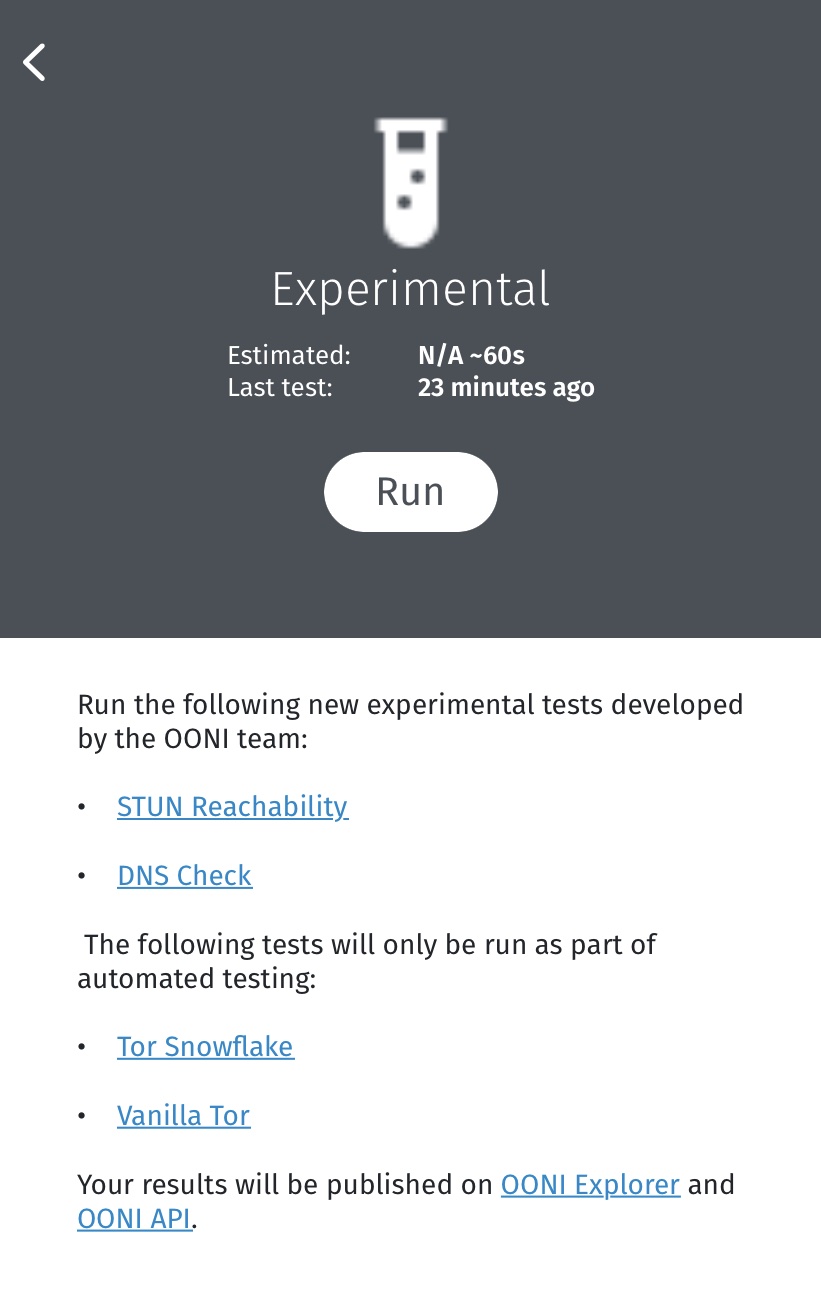 Experimental
Estimated: N/A ~60s
Last test: 23 minutes ago
Run
Run the following new experimental tests developed
by the OONI team:
• STUN Reachability
• DNS Check
The following tests will only be run as part of
automated testing:
• Tor Snowflake
• Vanilla Tor
Your results will be published on OONI Explorer and
OONI API.